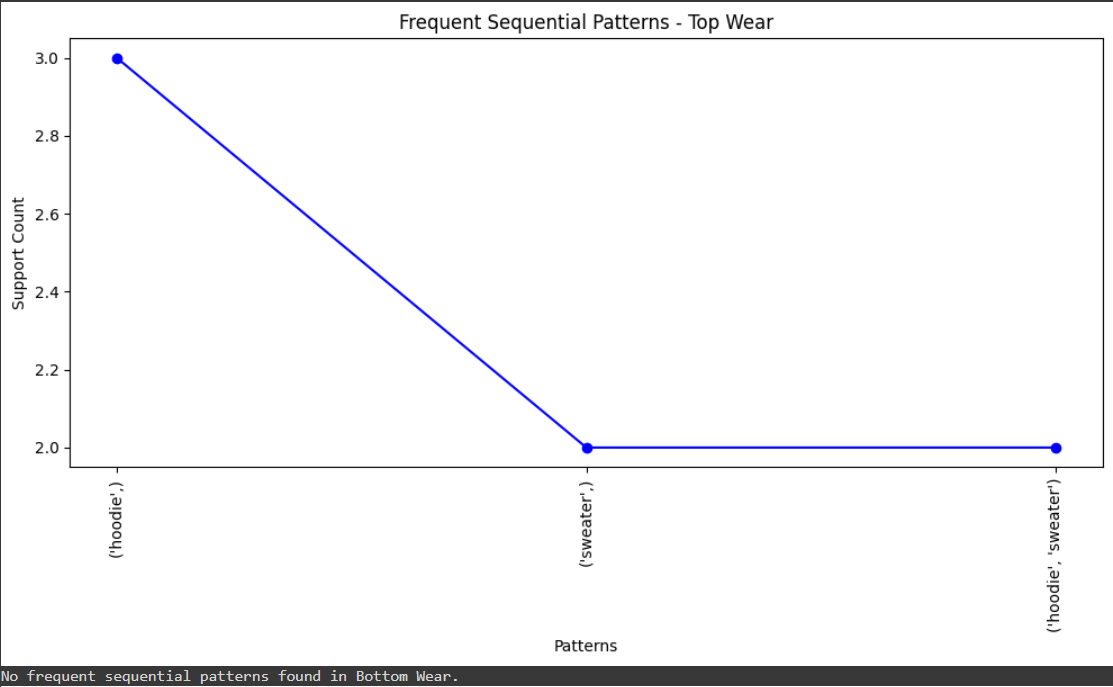 Frequent Sequential Patterns - Top Wear
3.0
2.8
2.6
2.4
2.2
2.0
Support Count
('hoodie',)
('sweater',)
('hoodie', 'sweater')
Patterns
No frequent sequential patterns found in Bottom Wear.